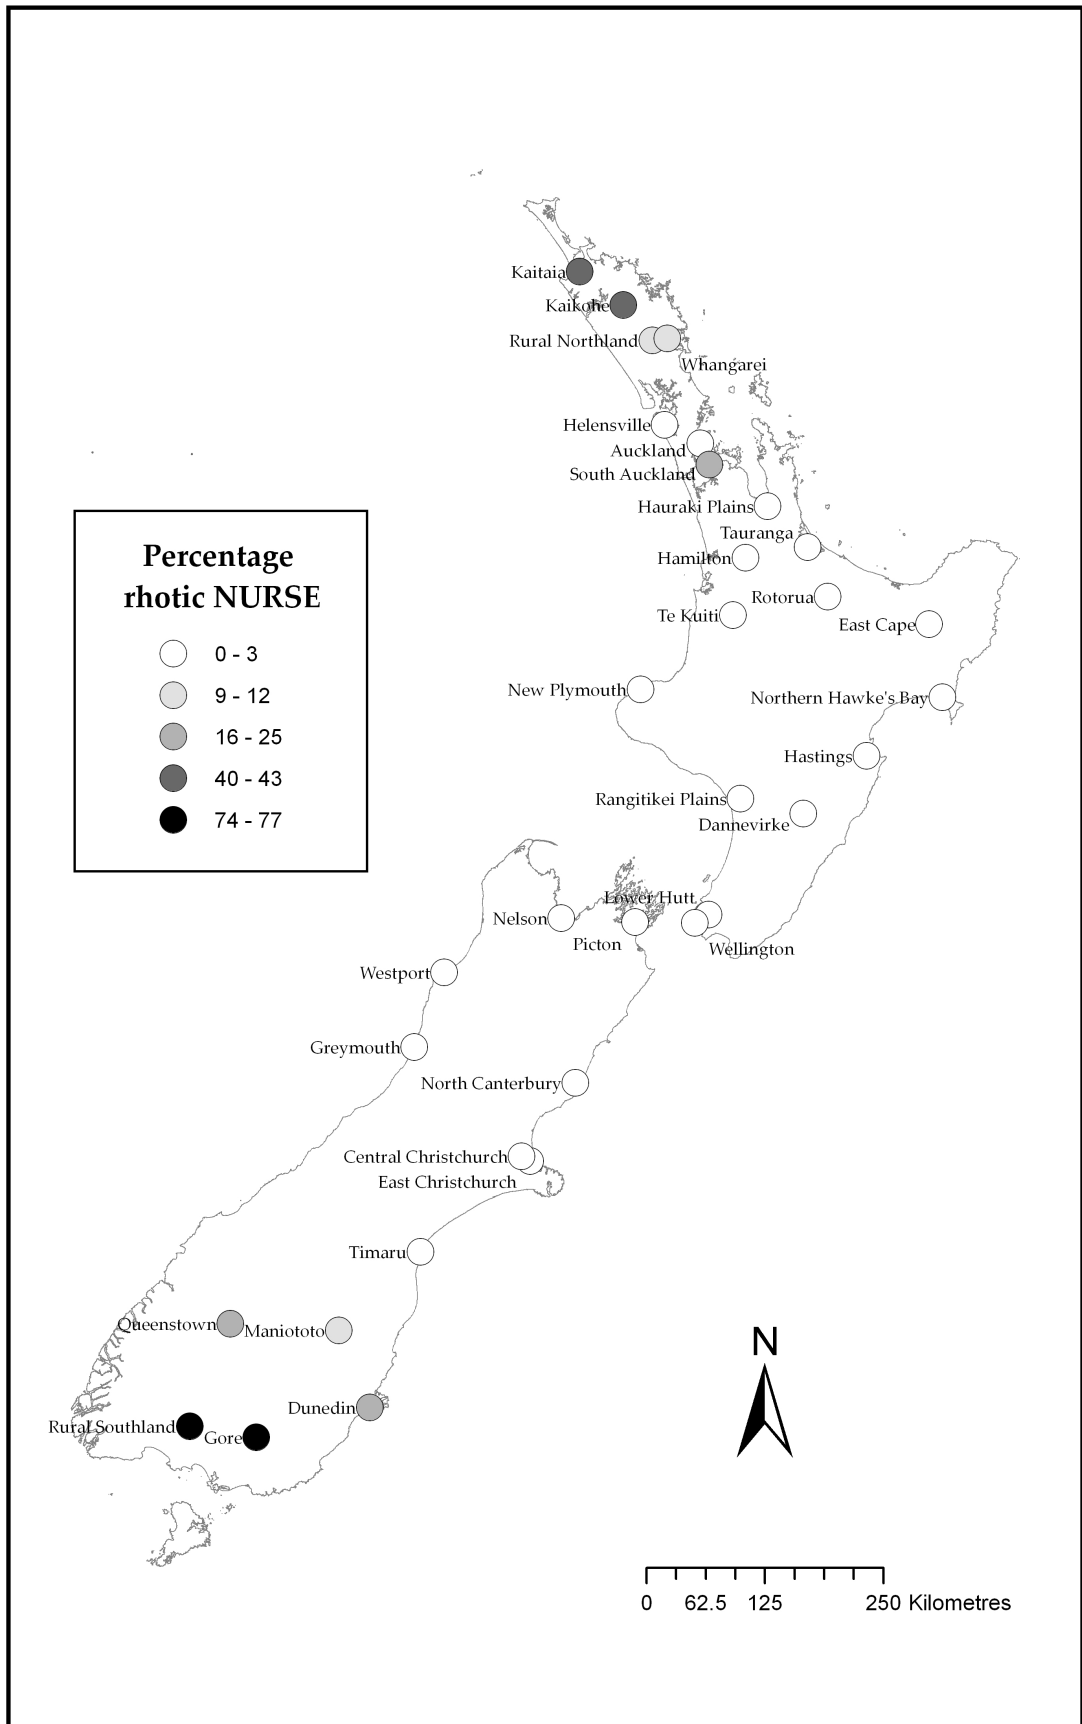 Kaitaia
Kaikohe
Rural Northland
Whangarei
Helensville
Auckland
South Auckland
Hauraki Plains
Tauranga
Hamilton
Rotorua
Te Kuiti
East Cape
New Plymouth
Northern Hawke's Bay
Hastings
Rangitikei Plains
Dannevirke
Percentage
rhotic NURSE
0 - 3
9 - 12
16 - 25
40 - 43
74 - 77
Lower Hutt
Nelson
Picton
Wellington
Westport
Greymouth
North Canterbury
Central Christchurch
East Christchurch
Timaru
Queenstown
Maniototo
Dunedin
Rural Southland
Gore
N
0 62.5 125 250 Kilometres